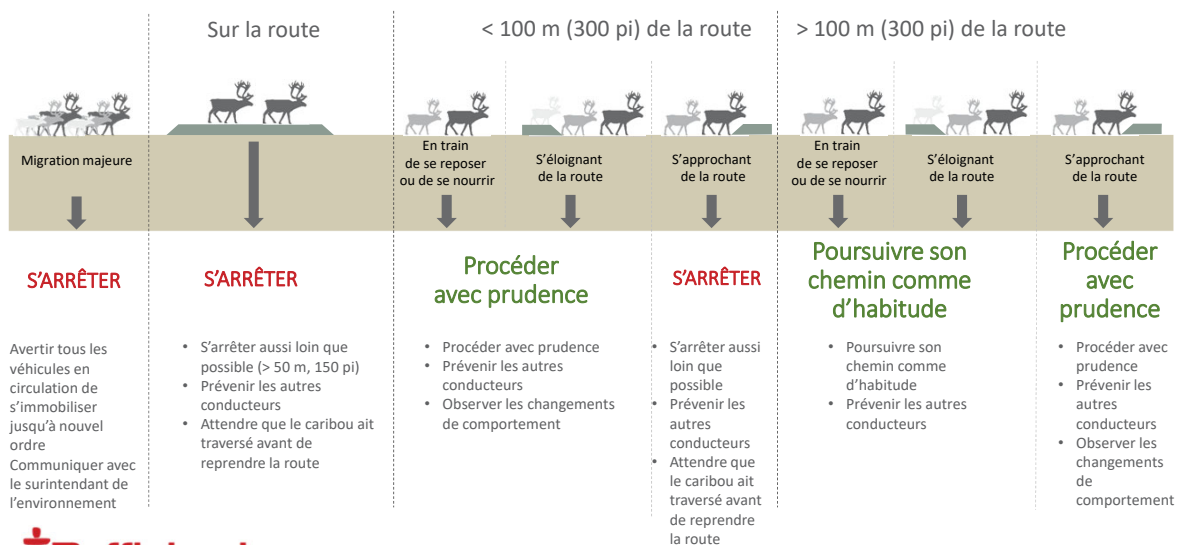 Sur la route
< 100 m (300 pi) de la route
> 100 m (300 pi) de la route
Migration majeure
En train
de se reposer
ou de se nourrir
S'éloignant
de la route
S'approchant
de la route
En train
de se reposer
ou de se nourrir
S'éloignant
de la route
S'approchant
de la route
S'ARRÊTER
Avertir tous les
véhicules en
circulation de
s'immobiliser
jusqu'à nouvel
ordre
Communiquer avec
le surintendant de
l'environnement
S'ARRÊTER
• S'arrêter aussi loin que
possible (> 50 m, 150 pi)
• Prévenir les autres
conducteurs
• Attendre que le caribou ait
traversé avant de
reprendre la route
Procéder
avec prudence
• Procéder avec prudence
• Prévenir les autres
conducteurs
• Observer les changements
de comportement
S'ARRÊTER
• S'arrêter aussi
loin que
possible
• Prévenir les
autres
conducteurs
• Attendre que
le caribou ait
traversé avant
de reprendre
la route
Poursuivre son
chemin comme
d'habitude
• Poursuivre son
chemin comme
d'habitude
• Prévenir les autres
conducteurs
Procéder
avec
prudence
• Procéder avec
prudence
• Prévenir les
autres
conducteurs
• Observer les
changements
de
comportement